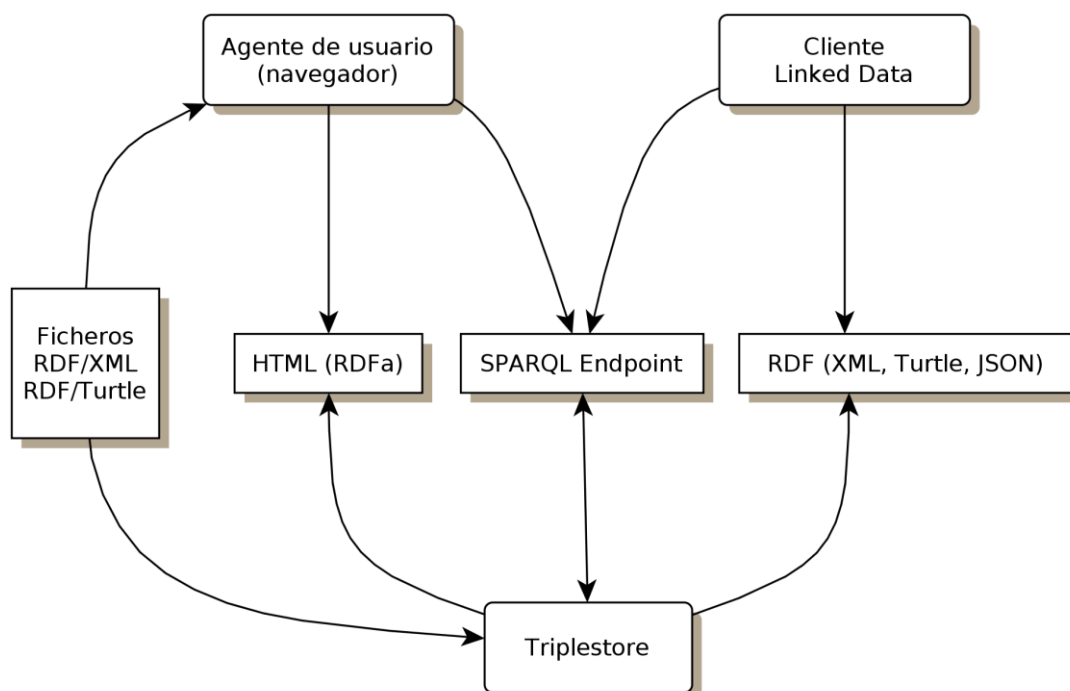 Agente de usuario
(navegador)
Cliente
Linked Data
Ficheros
RDF/XML
RDF/Turtle
HTML (RDFa)
SPARQL Endpoint
RDF (XML, Turtle, JSON)
Triplestore